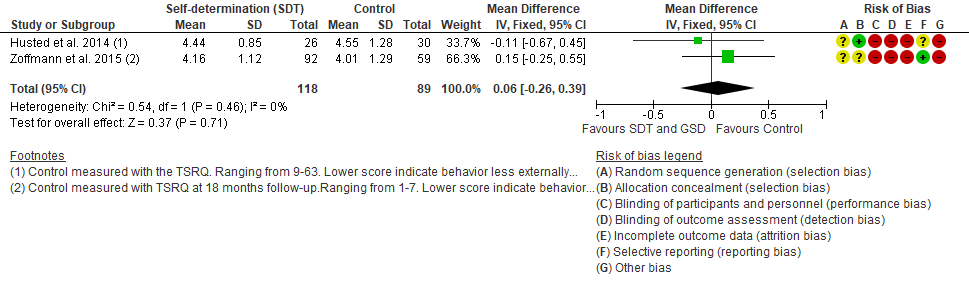 Self-determination (SDT) Control Mean Difference Mean Difference Risk of Bias
Study or Subgroup Mean SD Total Mean SD Total Weight IV, Fixed, 95% CI IV, Fixed, 95% CI A B C D E F G
Husted et al. 2014 (1) 4.44 0.85 26 4.55 1.28 30 33.7% -0.11 [-0.67, 0.45] ? + − − − ? −
Zoffmann et al. 2015 (2) 4.16 1.12 92 4.01 1.29 59 66.3% 0.15 [-0.25, 0.55] ? ? − − − + −
Total (95% CI) 118 89 100.0% 0.06 [-0.26, 0.39]
Heterogeneity: Chi² = 0.54, df = 1 (P = 0.46); I² = 0%
Test for overall effect: Z = 0.37 (P = 0.71)
-1 -0.5 0 0.5 1
Favours SDT and GSD Favours Control
Footnotes
(1) Control measured with the TSRQ. Ranging from 9-63. Lower score indicate behavior less externally...
(2) Control measured with TSRQ at 18 months follow-up.Ranging from 1-7. Lower score indicate behavior...
Risk of bias legend
(A) Random sequence generation (selection bias)
(B) Allocation concealment (selection bias)
(C) Blinding of participants and personnel (performance bias)
(D) Blinding of outcome assessment (detection bias)
(E) Incomplete outcome data (attrition bias)
(F) Selective reporting (reporting bias)
(G) Other bias